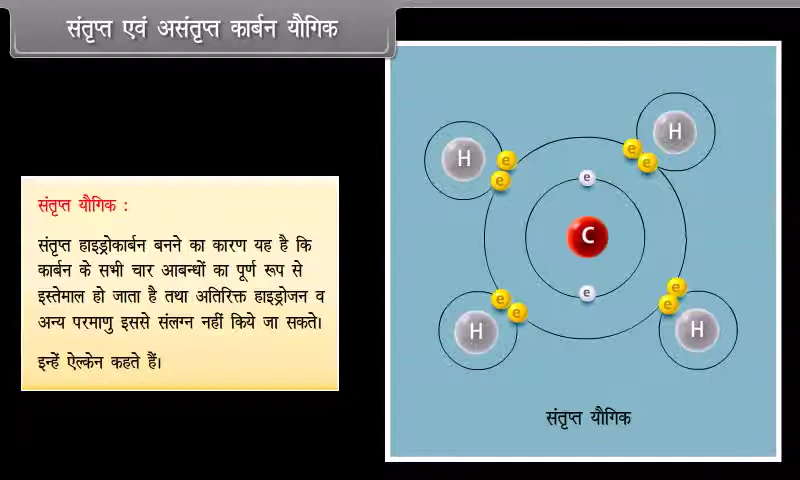 संतृप्त एवं असंतृप्त कार्बन यौगिक
संतृप्त यौगिक :
संतृप्त हाइड्रोकार्बन बनने का कारण यह है कि
कार्बन के सभी चार आबन्धों का पूर्ण रूप से
इस्तेमाल हो जाता है तथा अतिरिक्त हाइड्रोजन व
अन्य परमाणु इससे संलग्न नहीं किये जा सकते।
इन्हें ऐल्केन कहते हैं।
H
H
e
e
e
e
e
C
e
e
e
e
e
H
H
संतृप्त यौगिक